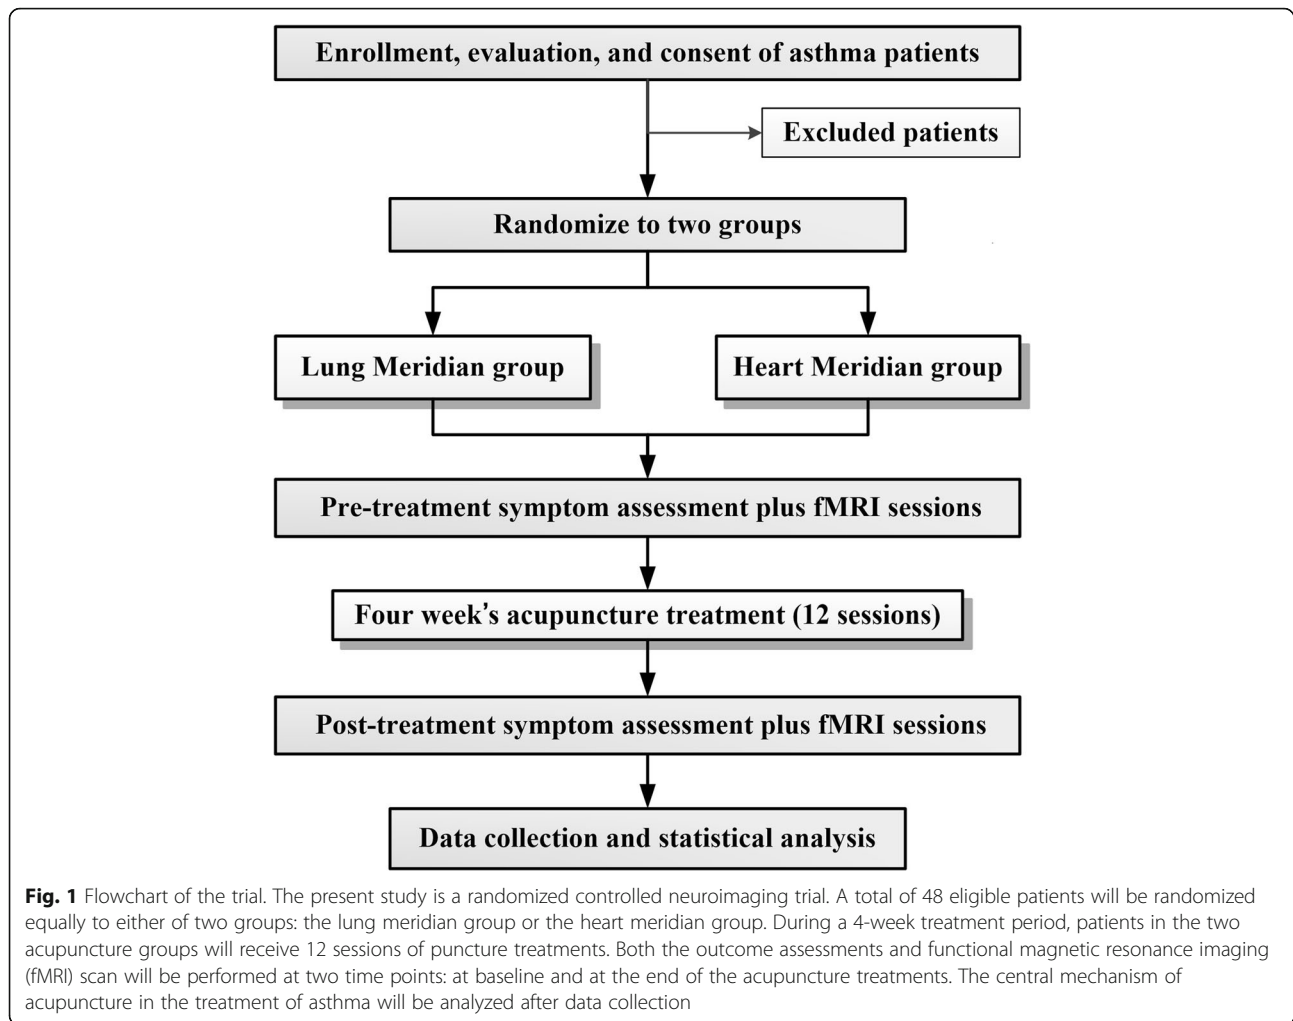 Enrollment, evaluation, and consent of asthma patients
Excluded patients
Randomize to two groups
Lung Meridian group
Heart Meridian group
Pre-treatment symptom assessment plus fMRI sessions
Four week's acupuncture treatment (12 sessions)
Post-treatment symptom assessment plus fMRI sessions
Data collection and statistical analysis
Fig. 1 Flowchart of the trial. The present study is a randomized controlled neuroimaging trial. A total of 48 eligible patients will be randomized
equally to either of two groups: the lung meridian group or the heart meridian group. During a 4-week treatment period, patients in the two
acupuncture groups will receive 12 sessions of puncture treatments. Both the outcome assessments and functional magnetic resonance imaging
(fMRI) scan will be performed at two time points: at baseline and at the end of the acupuncture treatments. The central mechanism of
acupuncture in the treatment of asthma will be analyzed after data collection